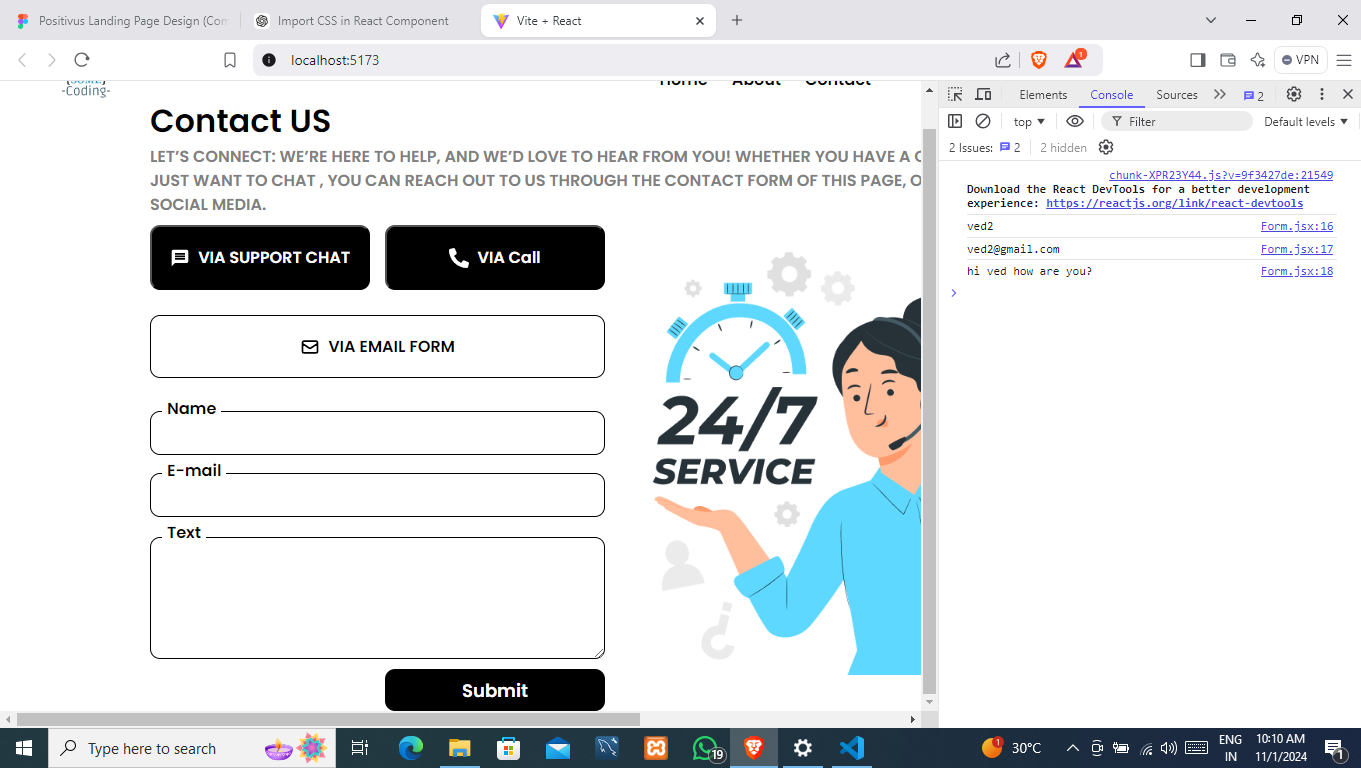 Positivus Landing Page Design (Com
Import CSS in React Component
Vite + React
localhost:5173
1
VPN
-Coding-
Home About Contact
Contact US
LET'S CONNECT: WE'RE HERE TO HELP, AND WE'D LOVE TO HEAR FROM YOU! WHETHER YOU HAVE A
JUST WANT TO CHAT , YOU CAN REACH OUT TO US THROUGH THE CONTACT FORM OF THIS PAGE,
SOCIAL MEDIA.
VIA SUPPORT CHAT
VIA Call
VIA EMAIL FORM
Name
E-mail
Text
Submit
24/7
SERVICE
Elements Console Sources 2
top Filter Default levels
2 Issues: 2 2 hidden
chunk-XPR23Y44.js?v=9f3427de:21549
Download the React DevTools for a better development
experience: https://reactjs.org/link/react-devtools
ved2 Form.jsx:16
ved2@gmail.com Form.jsx:17
hi ved how are you? Form.jsx:18
Type here to search
19
1
30°C
ENG
IN
10:10 AM
11/1/2024
1